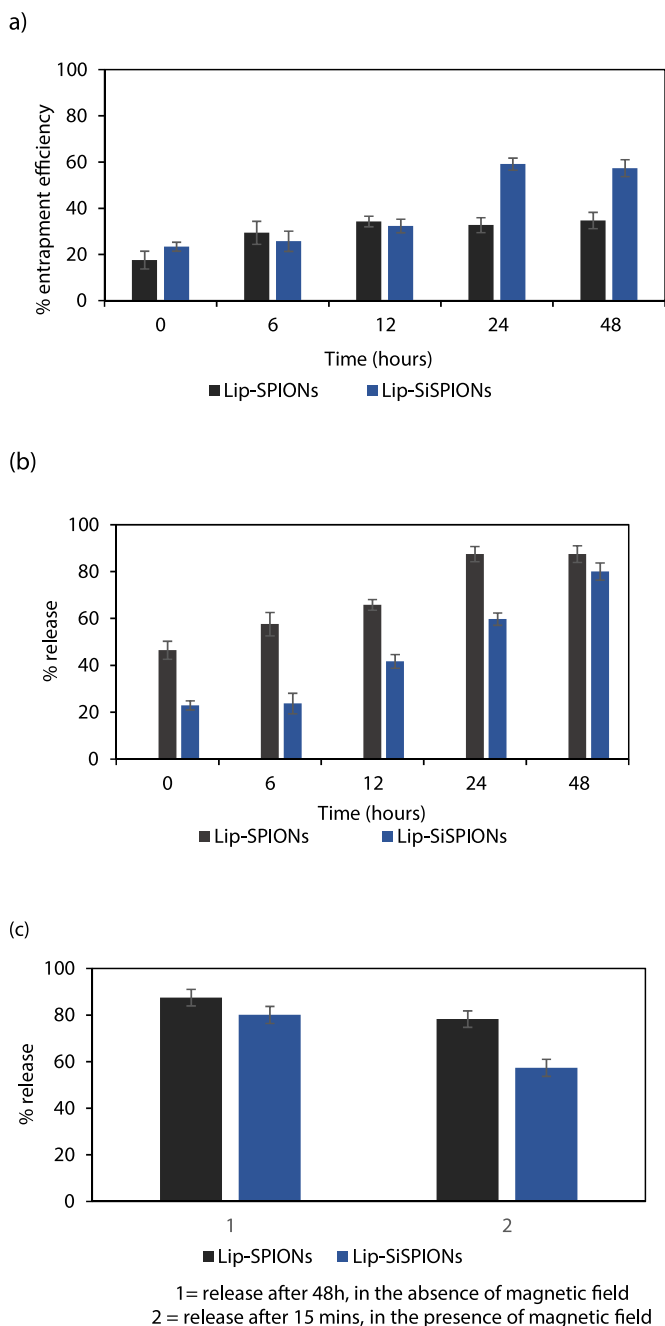 a)
100
80
60
40
20
0
% entrapment efficiency
0 6 12 24 48
Time (hours)
Lip-SPIONs Lip-SiSPIONs
(b)
100
80
60
40
20
0
% release
0 6 12 24 48
Time (hours)
Lip-SPIONs Lip-SiSPIONs
(c)
100
80
60
40
20
0
% release
1 2
Lip-SPIONs Lip-SiSPIONs
1= release after 48h, in the absence of magnetic field
2 = release after 15 mins, in the presence of magnetic field